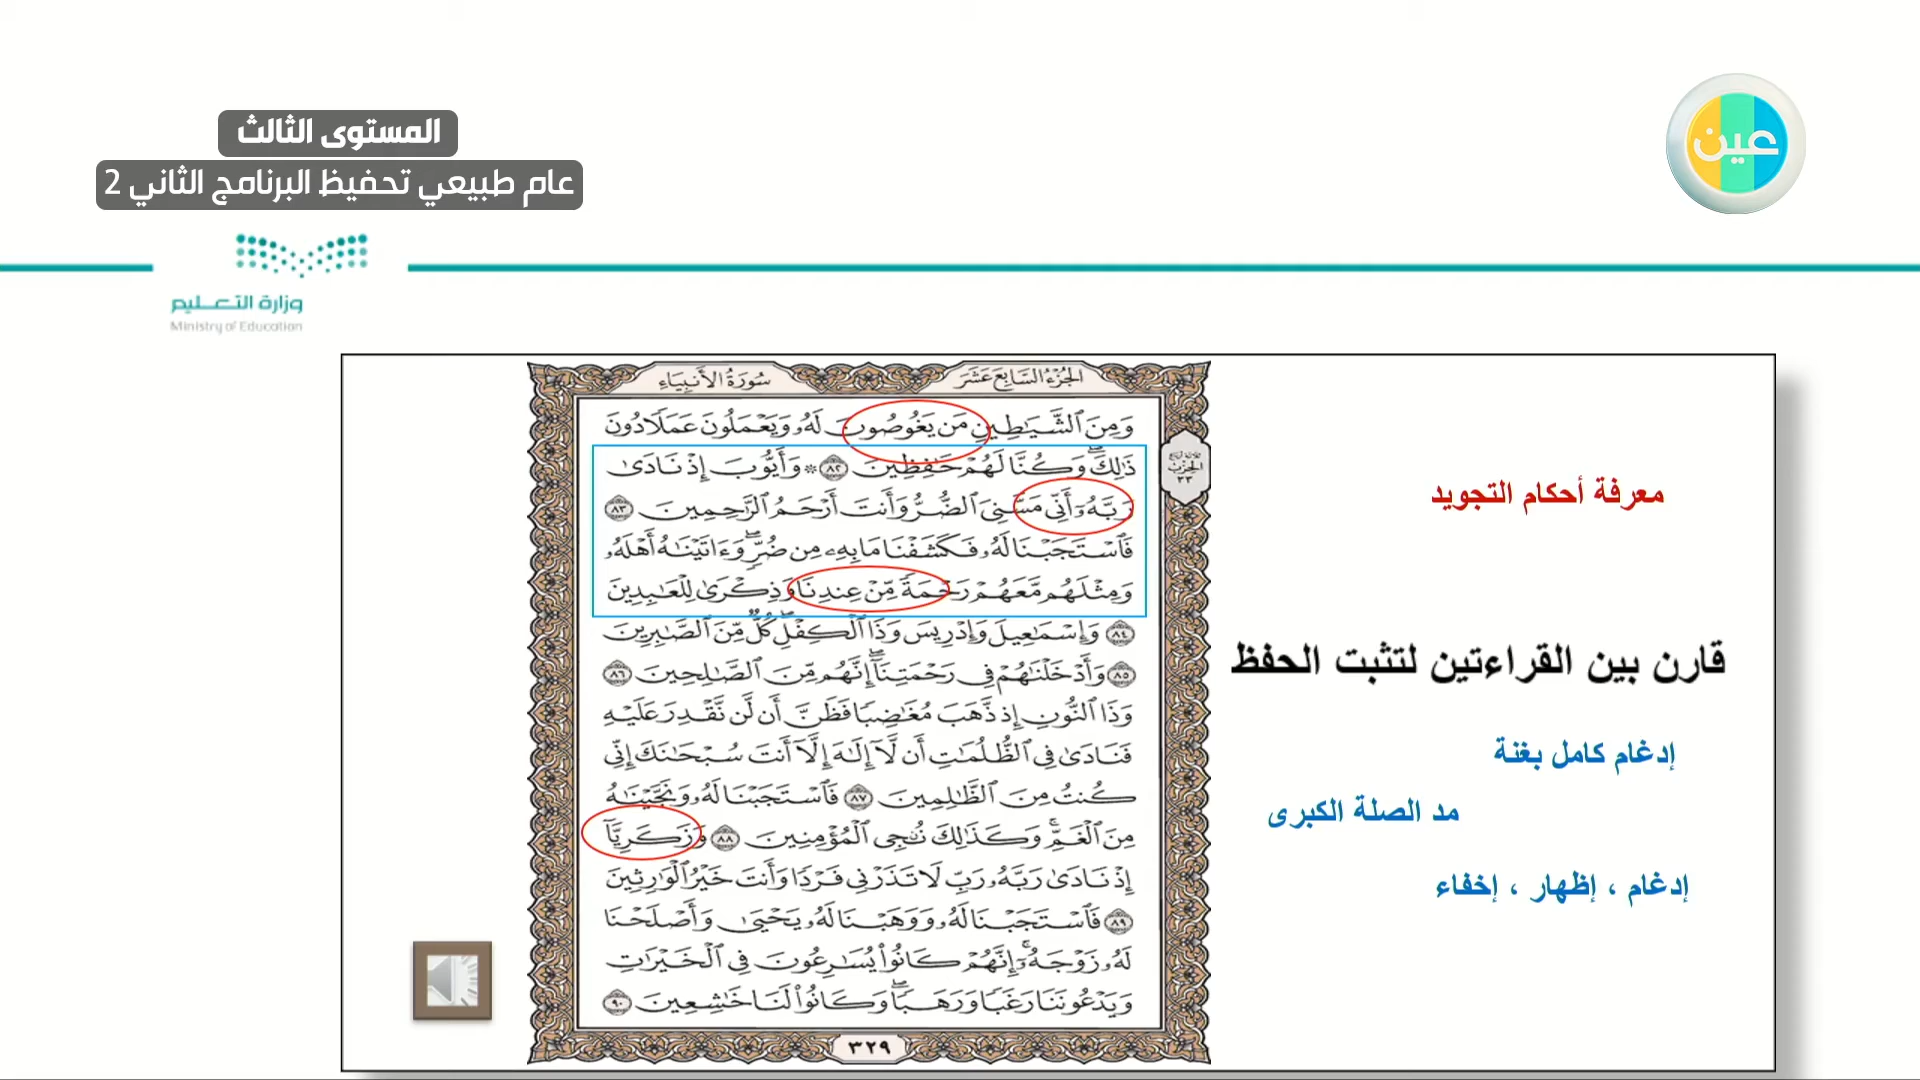 المستوى الثالث
عام طبيعي تحفيظ البرنامج الثاني 2
عين
وزارة التعـــليم
Ministry of Education
الجزء السابع عشر
سورة الأنبياء
وَمِنَ ٱلشَّيَٰطِينِ مَن يَغُوصُونَ لَهُۥ وَيَعْمَلُونَ عَمَلًا دُونَ
ذَٰلِكَۖ وَكُنَّا لَهُمْ حَٰفِظِينَ ٨٢ ۞ وَأَيُّوبَ إِذْ نَادَىٰ
رَبَّهُۥٓ أَنِّي مَسَّنِيَ ٱلضُّرُّ وَأَنتَ أَرْحَمُ ٱلرَّٰحِمِينَ ٨٣
فَٱسْتَجَبْنَا لَهُۥ فَكَشَفْنَا مَا بِهِۦ مِن ضُرٍّۖ وَءَاتَيْنَٰهُ أَهْلَهُۥ
وَمِثْلَهُم مَّعَهُمْ رَحْمَةً مِّنْ عِندِنَا وَذِكْرَىٰ لِلْعَٰبِدِينَ
٨٤ وَإِسْمَٰعِيلَ وَإِدْرِيسَ وَذَا ٱلْكِفْلِۖ كُلٌّ مِّنَ ٱلصَّٰبِرِينَ
٨٥ وَأَدْخَلْنَٰهُمْ فِي رَحْمَتِنَآۖ إِنَّهُم مِّنَ ٱلصَّٰلِحِينَ ٨٦
وَذَا ٱلنُّونِ إِذ ذَّهَبَ مُغَٰضِبًا فَظَنَّ أَن لَّن نَّقْدِرَ عَلَيْهِ
فَنَادَىٰ فِي ٱلظُّلُمَٰتِ أَن لَّآ إِلَٰهَ إِلَّآ أَنتَ سُبْحَٰنَكَ إِنِّي
كُنتُ مِنَ ٱلظَّٰلِمِينَ ٨٧ فَٱسْتَجَبْنَا لَهُۥ وَنَجَّيْنَٰهُ
مِنَ ٱلْغَمِّۚ وَكَذَٰلِكَ نُـۨجِي ٱلْمُؤْمِنِينَ ٨٨ وَزَكَرِيَّآ
إِذْ نَادَىٰ رَبَّهُۥ رَبِّ لَا تَذَرْنِي فَرْدًا وَأَنتَ خَيْرُ ٱلْوَٰرِثِينَ
٨٩ فَٱسْتَجَبْنَا لَهُۥ وَوَهَبْنَا لَهُۥ يَحْيَىٰ وَأَصْلَحْنَا
لَهُۥ زَوْجَهُۥٓۚ إِنَّهُمْ كَانُوا۟ يُسَٰرِعُونَ فِي ٱلْخَيْرَٰتِ
وَيَدْعُونَنَا رَغَبًا وَرَهَبًاۖ وَكَانُوا۟ لَنَا خَٰشِعِينَ ٩٠
٣٢٩
الحزب
٣٣
معرفة أحكام التجويد
قارن بين القراءتين لتثبت الحفظ
إدغام كامل بغنة
مد الصلة الكبرى
إدغام ، إظهار ، إخفاء